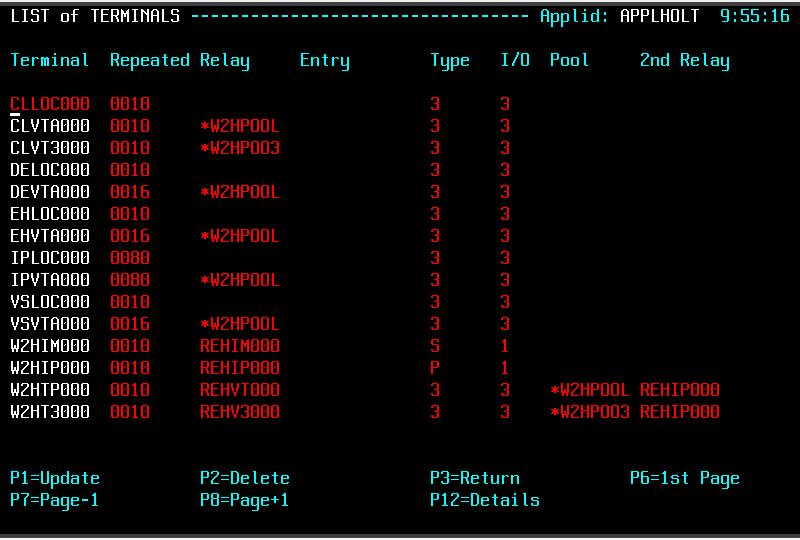 LIST of TERMINALS ---------------------------------- Applid: APPLHOLT 9:55:16
Terminal Repeated Relay Entry Type I/O Pool 2nd Relay
CLLOC000 0010 3 3
CLVTA000 0010 *W2HPOOL 3 3
CLVT3000 0010 *W2HPOO3 3 3
DELOC000 0010 3 3
DEVTA000 0016 *W2HPOOL 3 3
EHLOC000 0010 3 3
EHVTA000 0016 *W2HPOOL 3 3
IPLOC000 0080 3 3
IPVTA000 0080 *W2HPOOL 3 3
VSLOC000 0010 3 3
VSVTA000 0016 *W2HPOOL 3 3
W2HIM000 0010 REHIM000 S 1
W2HIP000 0010 REHIP000 P 1
W2HTP000 0010 REHVT000 3 3 *W2HPOOL REHIP000
W2HT3000 0010 REHV3000 3 3 *W2HPOO3 REHIP000
P1=Update P2=Delete P3=Return P6=1st Page
P7=Page-1 P8=Page+1 P12=Details